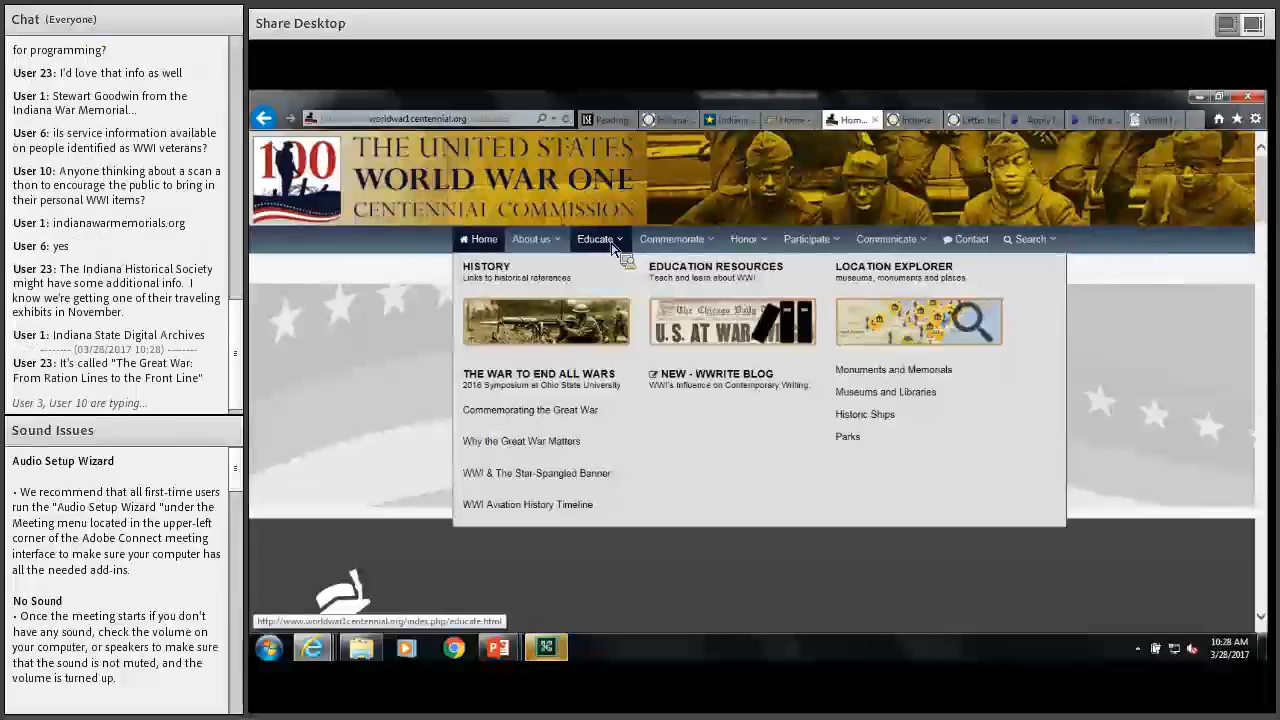 Chat (Everyone)
for programming?
User 23: I'd love that info as well
User 1: Stewart Goodwin from the
Indiana War Memorial...
User 6: its service information available
on people identified as WWI veterans?
User 10: Anyone thinking about a scan a
thon to encourage the public to bring in
their personal WWI items?
User 1: indianawarmemorials.org
User 6: yes
User 23: The Indiana Historical Society
might have some additional info. I
know we're getting one of their traveling
exhibits in November.
User 1: Indiana State Digital Archives
-------- (03/28/2017 10:28) --------
User 23: It's called "The Great War:
From Ration Lines to the Front Line"
User 3, User 10 are typing...
Sound Issues
Audio Setup Wizard
• We recommend that all first-time users
run the "Audio Setup Wizard "under the
Meeting menu located in the upper-left
corner of the Adobe Connect meeting
interface to make sure your computer has
all the needed add-ins.
No Sound
• Once the meeting starts if you don't
have any sound, check the volume on
your computer, or speakers to make sure
that the sound is not muted, and the
volume is turned up.
Share Desktop
worldwar1centennial.org
Reading Indiana- Indiana Home - Hom... Indiana Letter Apply Find a
100
THE UNITED STATES
WORLD WAR ONE
CENTENNIAL COMMISSION
Home About us Educate Commemorate Honor Participate Communicate Contact Search
HISTORY
Links to historical references
THE WAR TO END ALL WARS
2016 Symposium at Ohio State University
Commemorating the Great War
Why the Great War Matters
WWI & The Star-Spangled Banner
WWI Aviation History Timeline
EDUCATION RESOURCES
Teach and learn about WWI
The Chicago Daily
U.S. AT WAR
NEW - WWRITE BLOG
WWI's Influence on Contemporary Writing.
LOCATION EXPLORER
museums, monuments and places
Monuments and Memorials
Museums and Libraries
Historic Ships
Parks
http://www.worldwar1centennial.org/index.php/educate.html
10:28 AM
3/28/2017